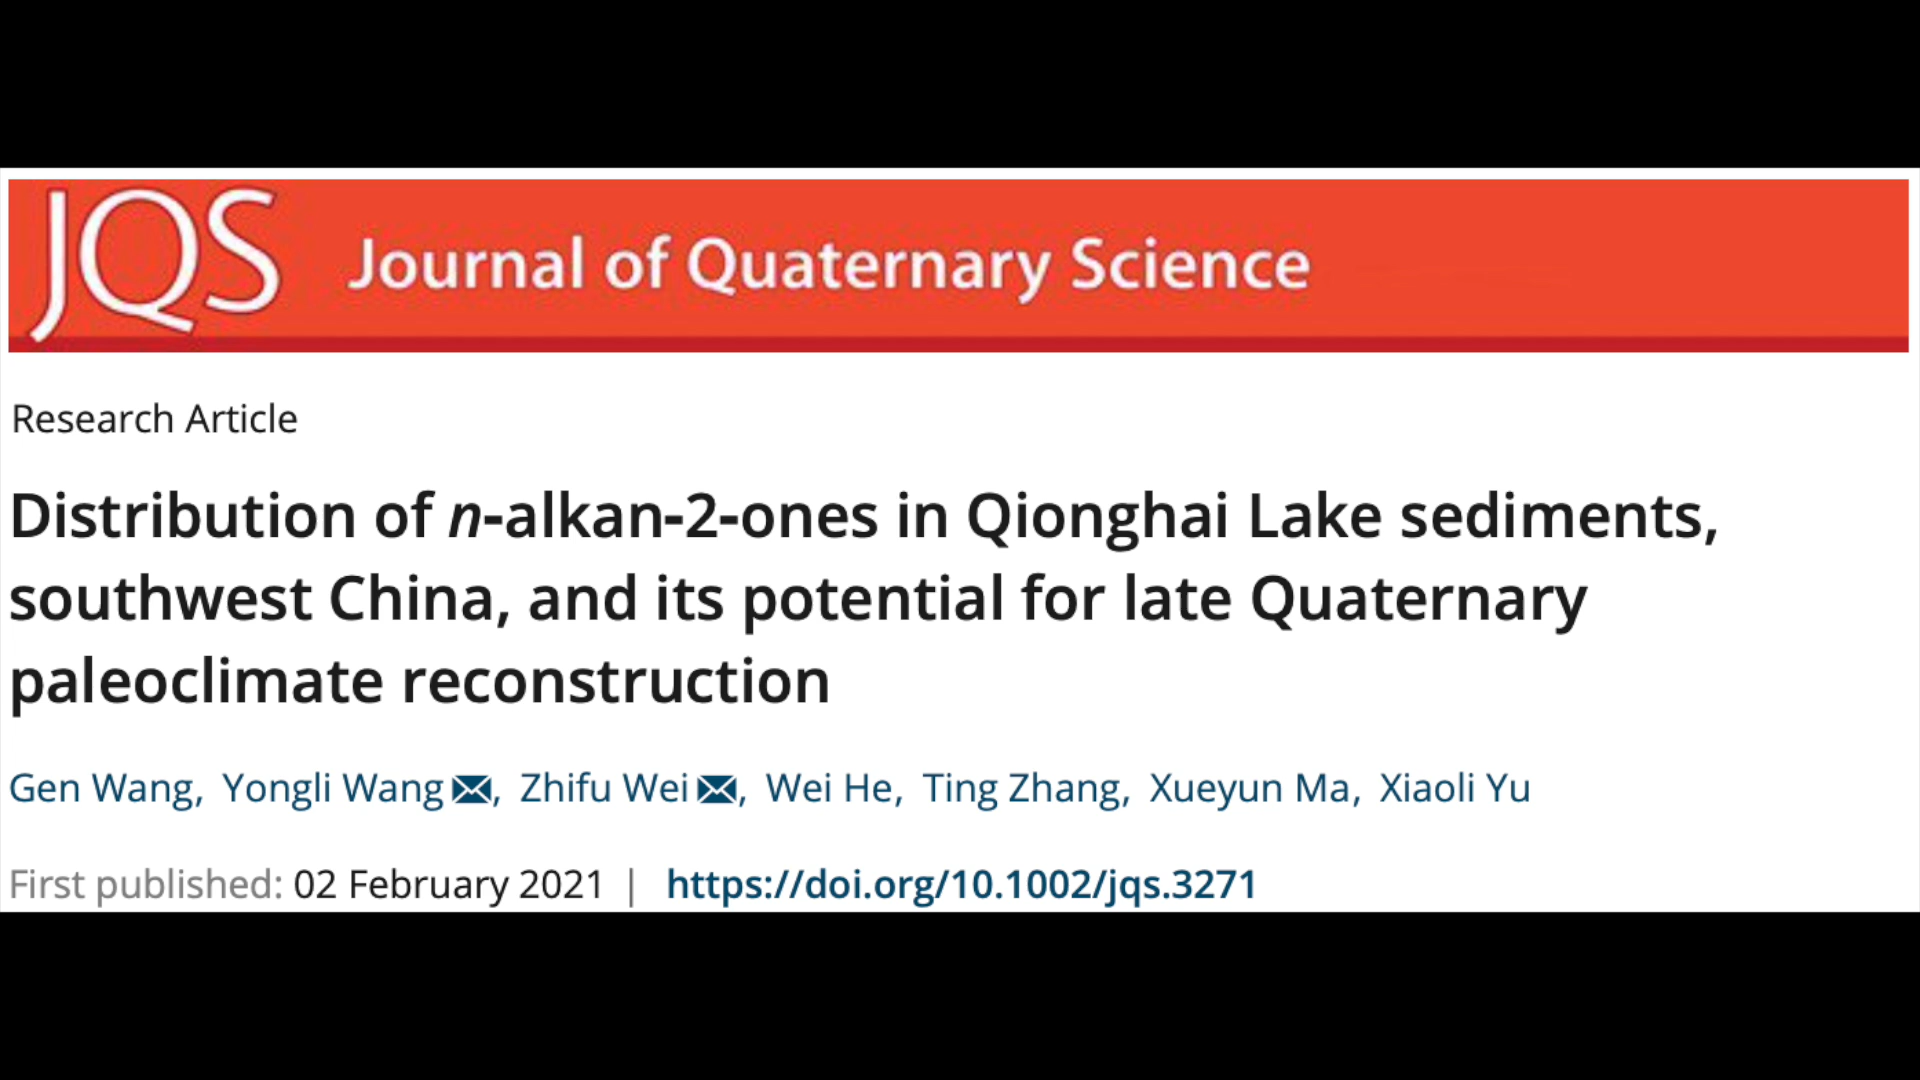 JQS Journal of Quaternary Science
Research Article
Distribution of n-alkan-2-ones in Qionghai Lake sediments,
southwest China, and its potential for late Quaternary
paleoclimate reconstruction
Gen Wang, Yongli Wang, Zhifu Wei, Wei He, Ting Zhang, Xueyun Ma, Xiaoli Yu
First published: 02 February 2021 | https://doi.org/10.1002/jqs.3271